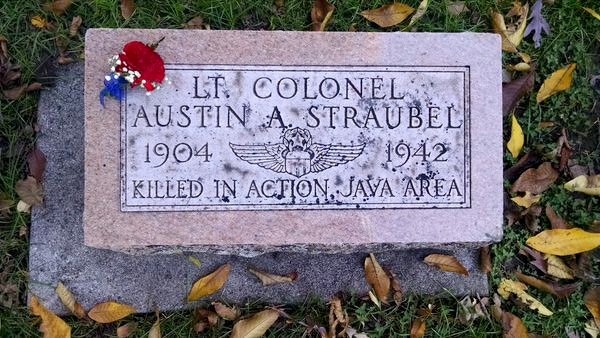 LT. COLONEL
AUSTIN A. STRAUBEL
1904 1942
KILLED IN ACTION, JAVA AREA